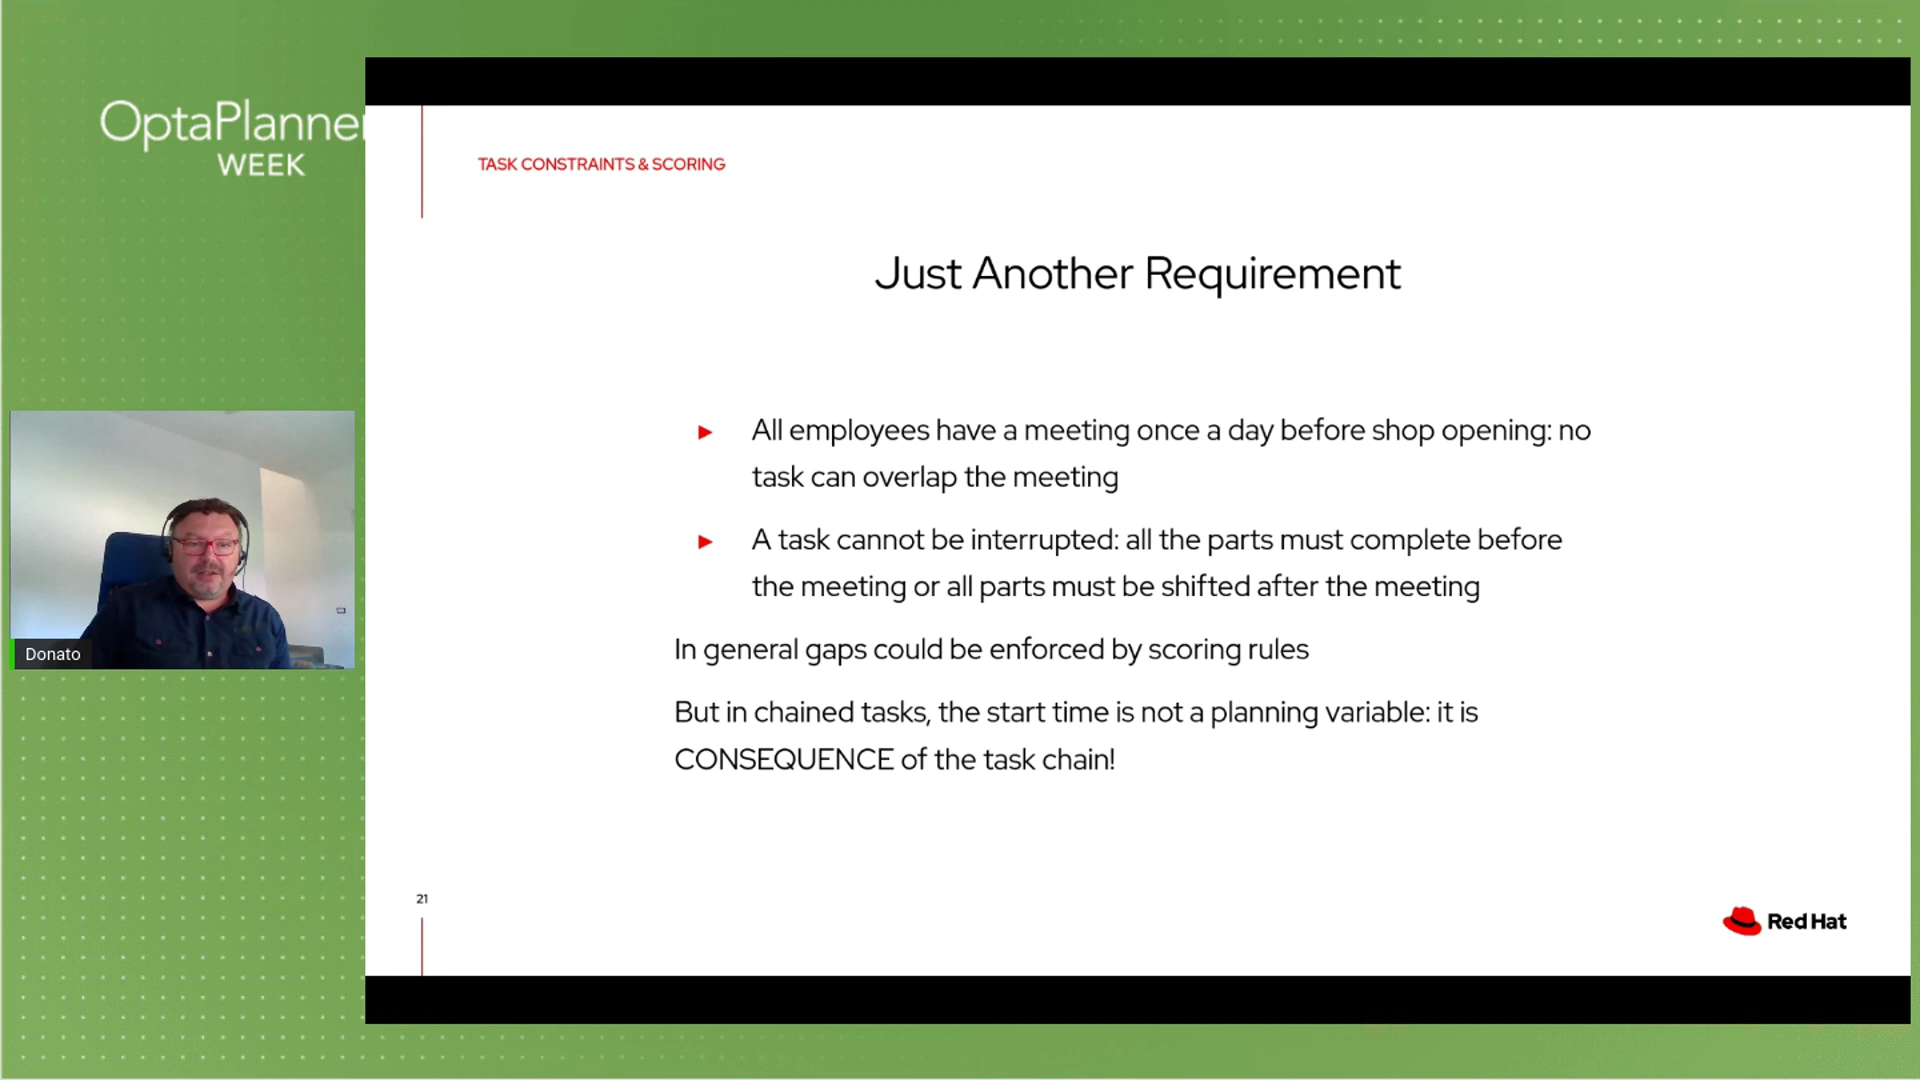 OptaPlanner
WEEK
TASK CONSTRAINTS & SCORING
Just Another Requirement
► All employees have a meeting once a day before shop opening: no
task can overlap the meeting
► A task cannot be interrupted: all the parts must complete before
the meeting or all parts must be shifted after the meeting
In general gaps could be enforced by scoring rules
But in chained tasks, the start time is not a planning variable: it is
CONSEQUENCE of the task chain!
Donato
21
Red Hat